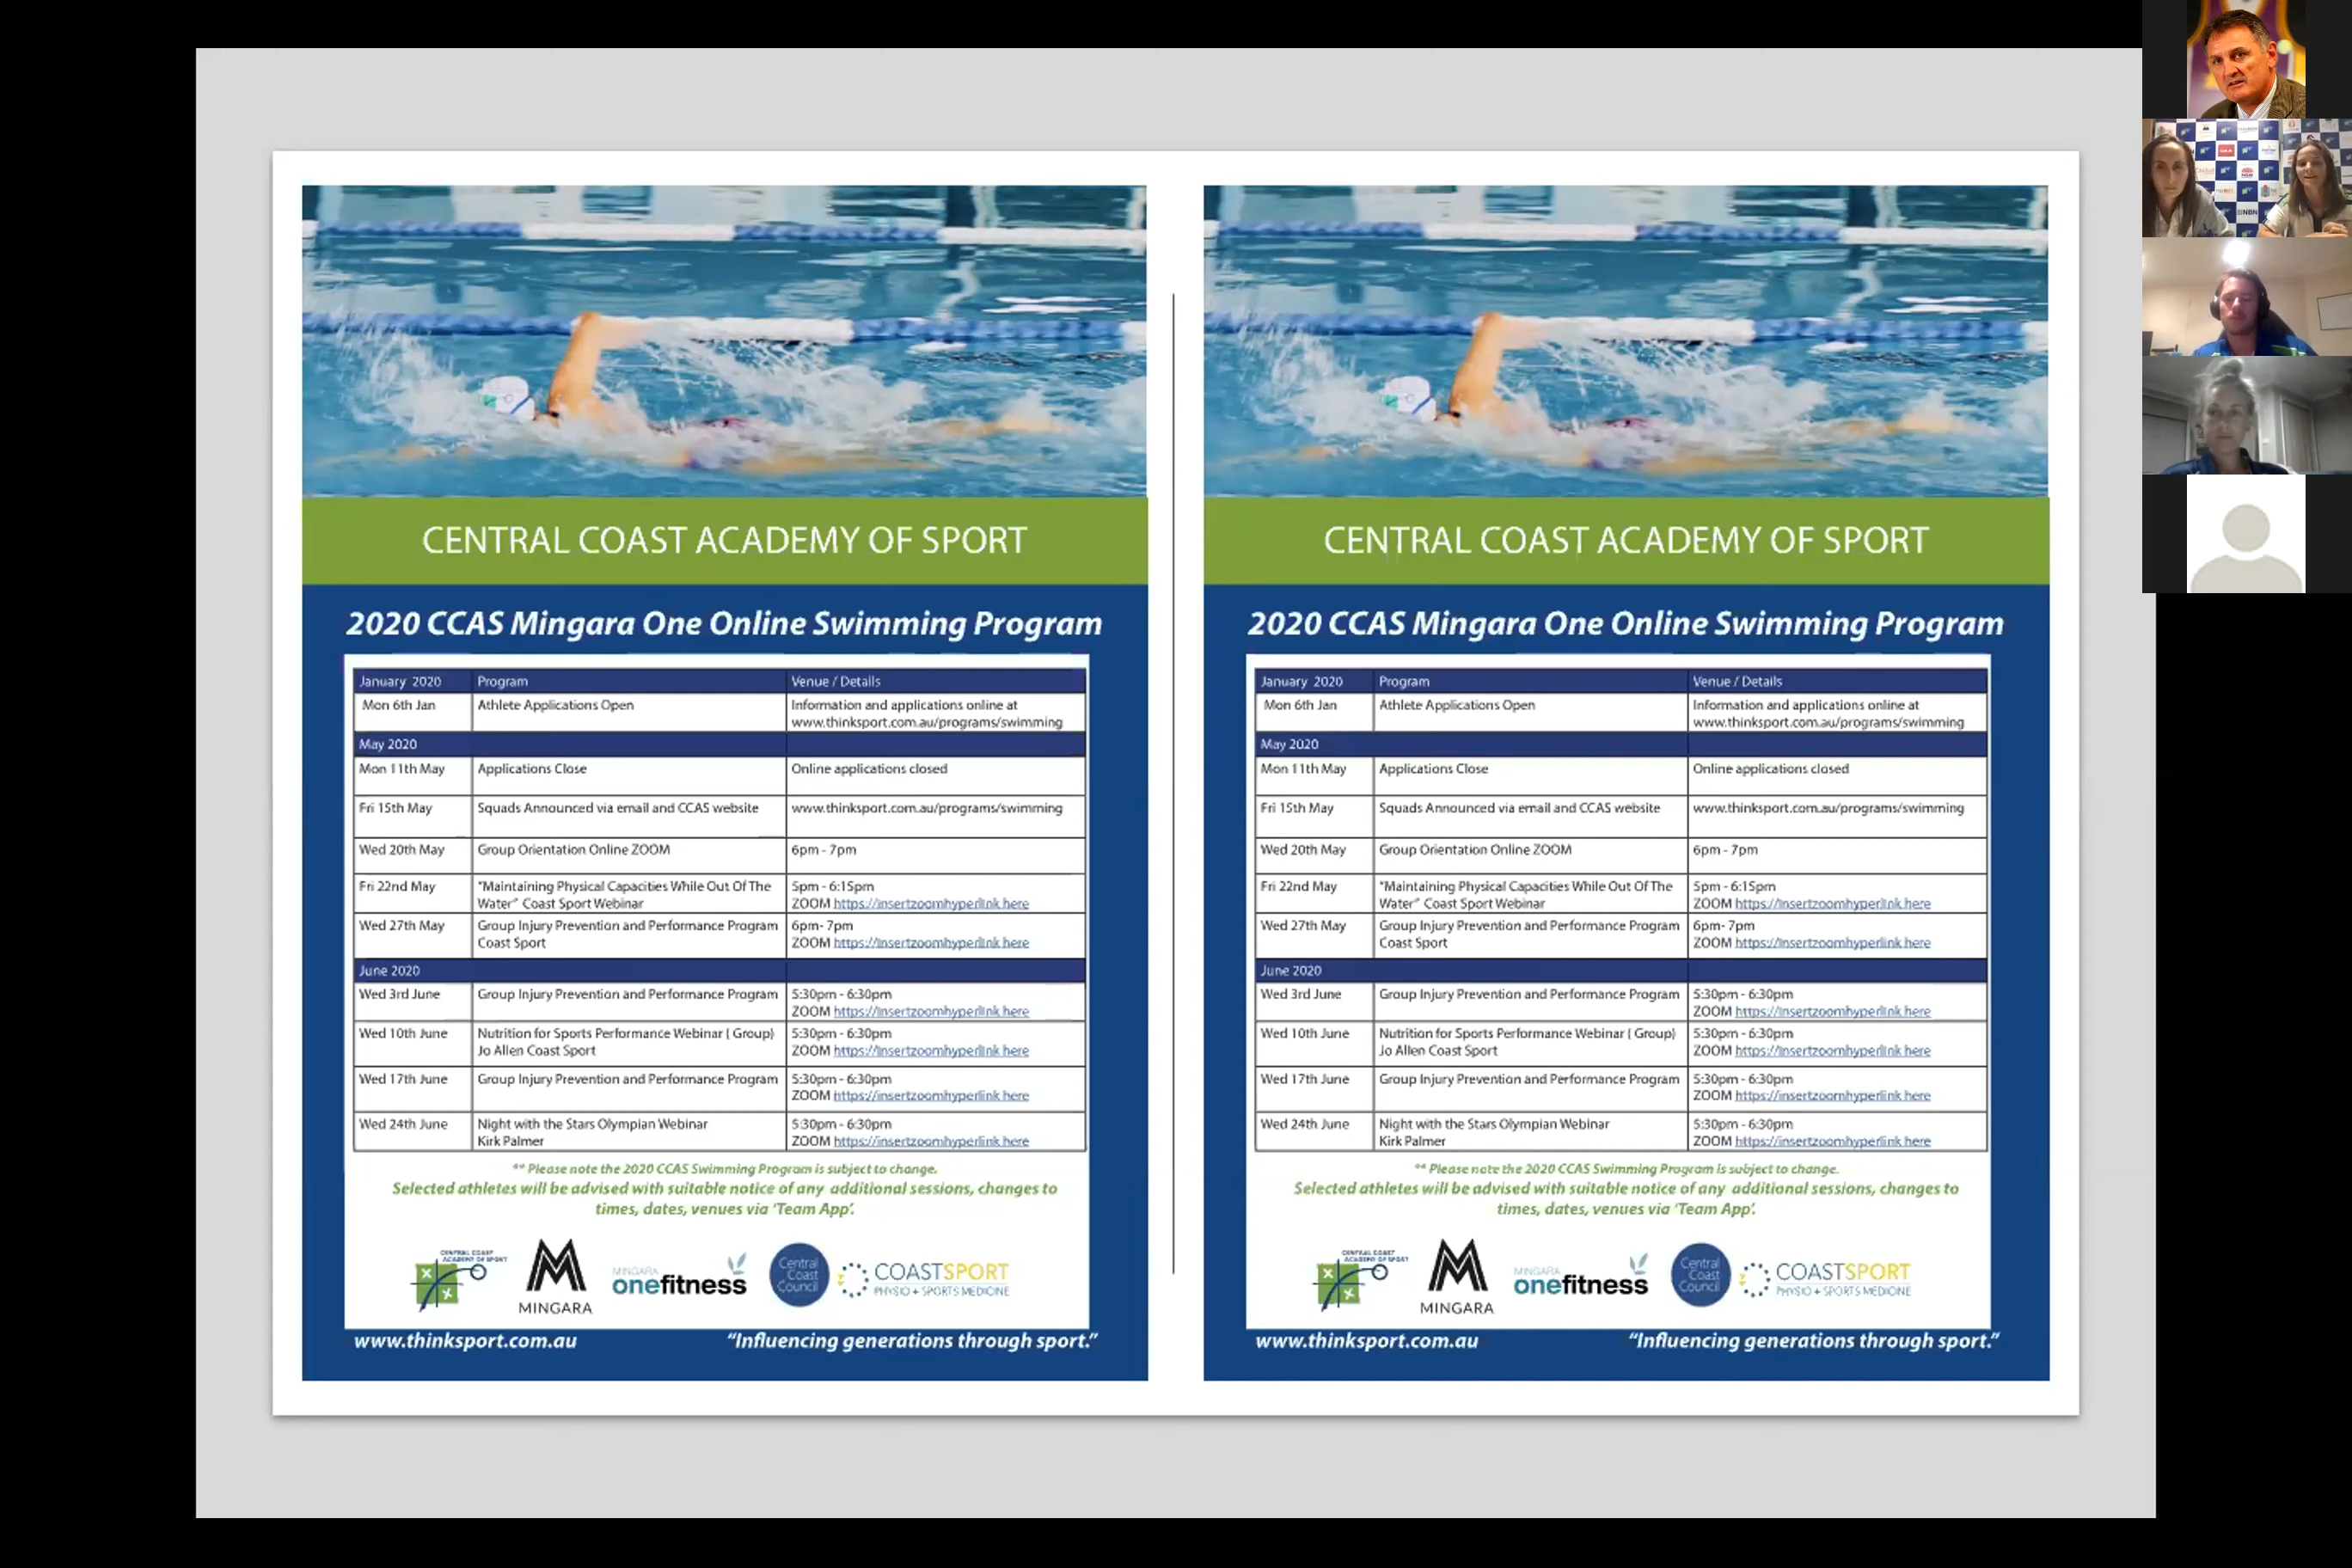 CENTRAL COAST ACADEMY OF SPORT
2020 CCAS Mingara One Online Swimming Program
January 2020 Program Venue / Details
Mon 6th Jan Athlete Applications Open Information and applications online at
www.thinksport.com.au/programs/swimming
May 2020
Mon 11th May Applications Close Online applications closed
Fri 15th May Squads Announced via email and CCAS website www.thinksport.com.au/programs/swimming
Wed 20th May Group Orientation Online ZOOM 6pm - 7pm
Fri 22nd May "Maintaining Physical Capacities While Out Of The 5pm - 6:15pm
Water" Coast Sport Webinar ZOOM https://insertzoomhyperlink.here
Wed 27th May Group Injury Prevention and Performance Program 6pm- 7pm
Coast Sport ZOOM https://insertzoomhyperlink.here
June 2020
Wed 3rd June Group Injury Prevention and Performance Program 5:30pm - 6:30pm
ZOOM https://insertzoomhyperlink.here
Wed 10th June Nutrition for Sports Performance Webinar ( Group) 5:30pm - 6:30pm
Jo Allen Coast Sport ZOOM https://insertzoomhyperlink.here
Wed 17th June Group Injury Prevention and Performance Program 5:30pm - 6:30pm
ZOOM https://insertzoomhyperlink.here
Wed 24th June Night with the Stars Olympian Webinar 5:30pm - 6:30pm
Kirk Palmer ZOOM https://insertzoomhyperlink.here
** Please note the 2020 CCAS Swimming Program is subject to change.
Selected athletes will be advised with suitable notice of any additional sessions, changes to
times, dates, venues via 'Team App'.
CENTRAL COAST
ACADEMY OF SPORT
MINGARA
MINGARA
onefitness
Central
Coast
Council
COASTSPORT
PHYSIO + SPORTS MEDICINE
www.thinksport.com.au "Influencing generations through sport."
CENTRAL COAST ACADEMY OF SPORT
2020 CCAS Mingara One Online Swimming Program
January 2020 Program Venue / Details
Mon 6th Jan Athlete Applications Open Information and applications online at
www.thinksport.com.au/programs/swimming
May 2020
Mon 11th May Applications Close Online applications closed
Fri 15th May Squads Announced via email and CCAS website www.thinksport.com.au/programs/swimming
Wed 20th May Group Orientation Online ZOOM 6pm - 7pm
Fri 22nd May "Maintaining Physical Capacities While Out Of The 5pm - 6:15pm
Water" Coast Sport Webinar ZOOM https://insertzoomhyperlink.here
Wed 27th May Group Injury Prevention and Performance Program 6pm- 7pm
Coast Sport ZOOM https://insertzoomhyperlink.here
June 2020
Wed 3rd June Group Injury Prevention and Performance Program 5:30pm - 6:30pm
ZOOM https://insertzoomhyperlink.here
Wed 10th June Nutrition for Sports Performance Webinar ( Group) 5:30pm - 6:30pm
Jo Allen Coast Sport ZOOM https://insertzoomhyperlink.here
Wed 17th June Group Injury Prevention and Performance Program 5:30pm - 6:30pm
ZOOM https://insertzoomhyperlink.here
Wed 24th June Night with the Stars Olympian Webinar 5:30pm - 6:30pm
Kirk Palmer ZOOM https://insertzoomhyperlink.here
** Please note the 2020 CCAS Swimming Program is subject to change.
Selected athletes will be advised with suitable notice of any additional sessions, changes to
times, dates, venues via 'Team App'.
CENTRAL COAST
ACADEMY OF SPORT
MINGARA
MINGARA
onefitness
Central
Coast
Council
COASTSPORT
PHYSIO + SPORTS MEDICINE
www.thinksport.com.au "Influencing generations through sport."
NBN